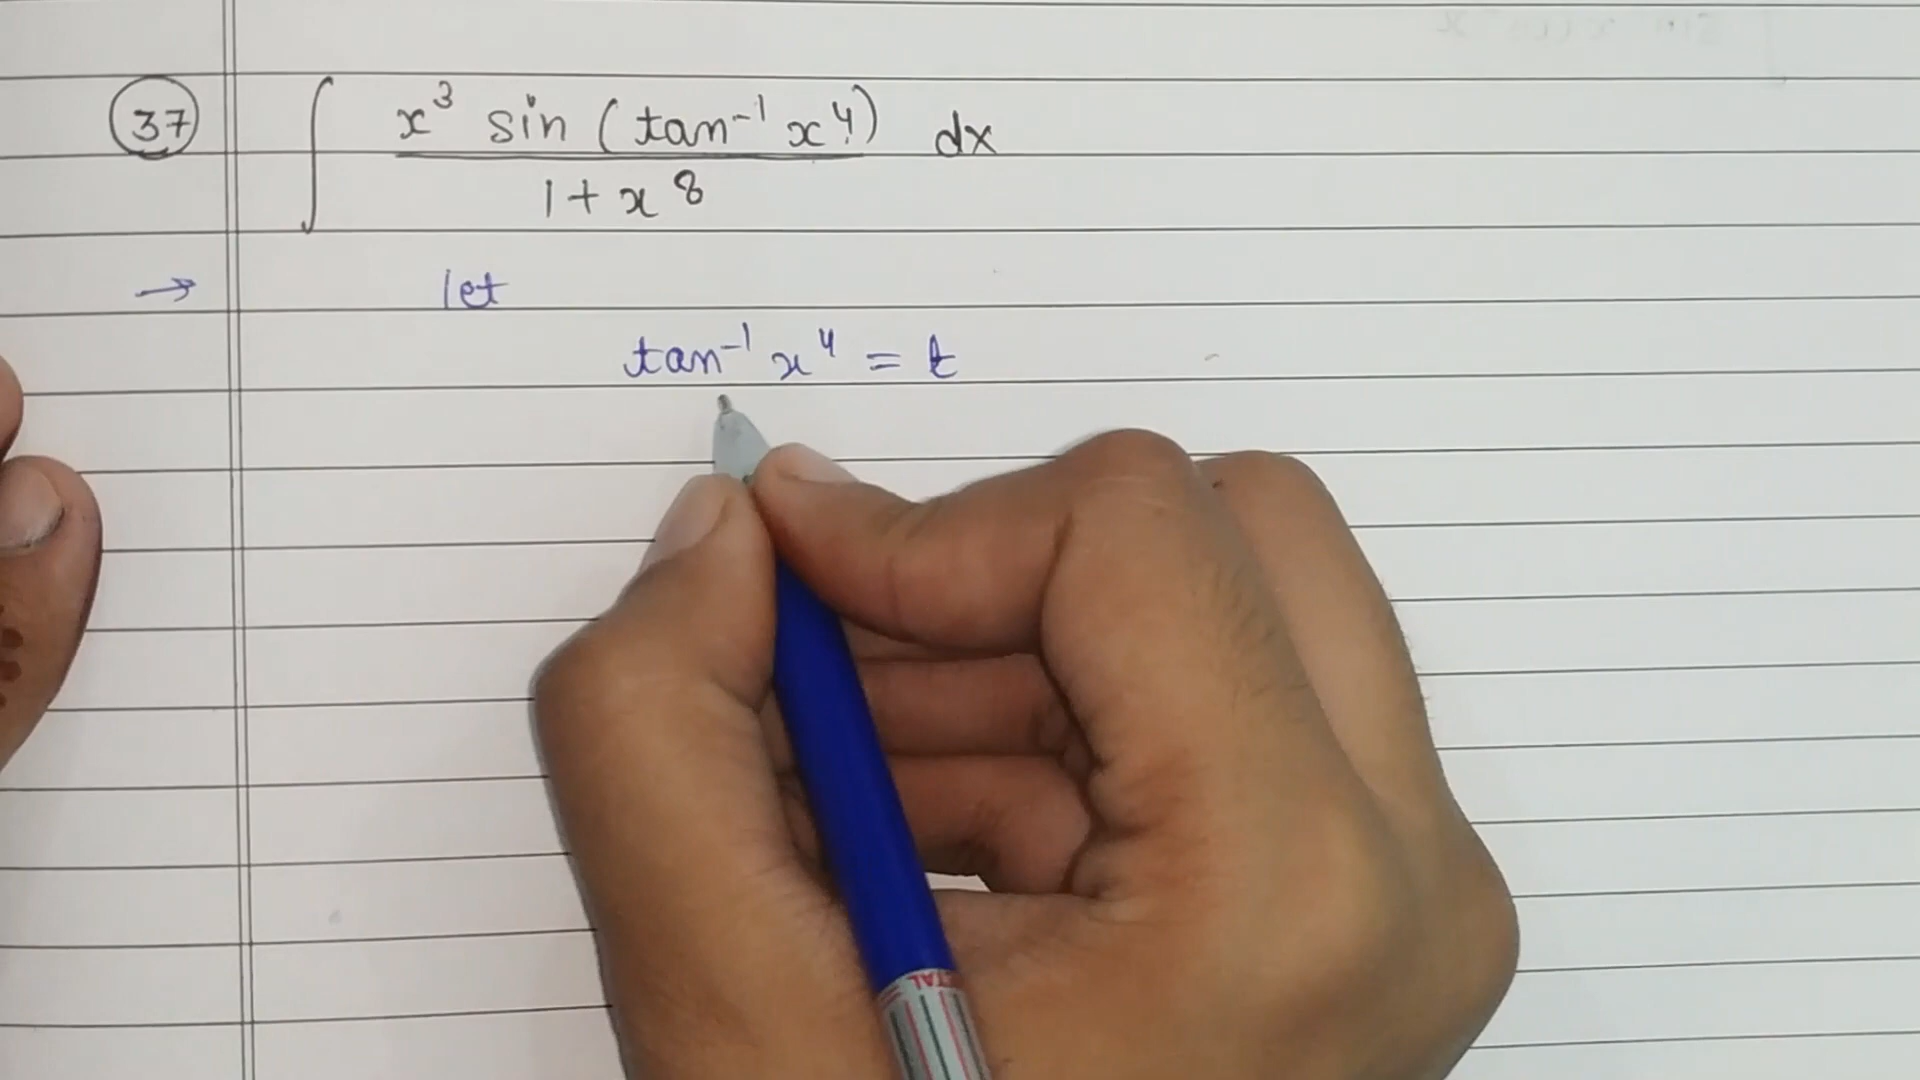 37 ∫ x³ sin (tan⁻¹ x⁴) dx
1 + x⁸
→ let
tan⁻¹ x⁴ = t